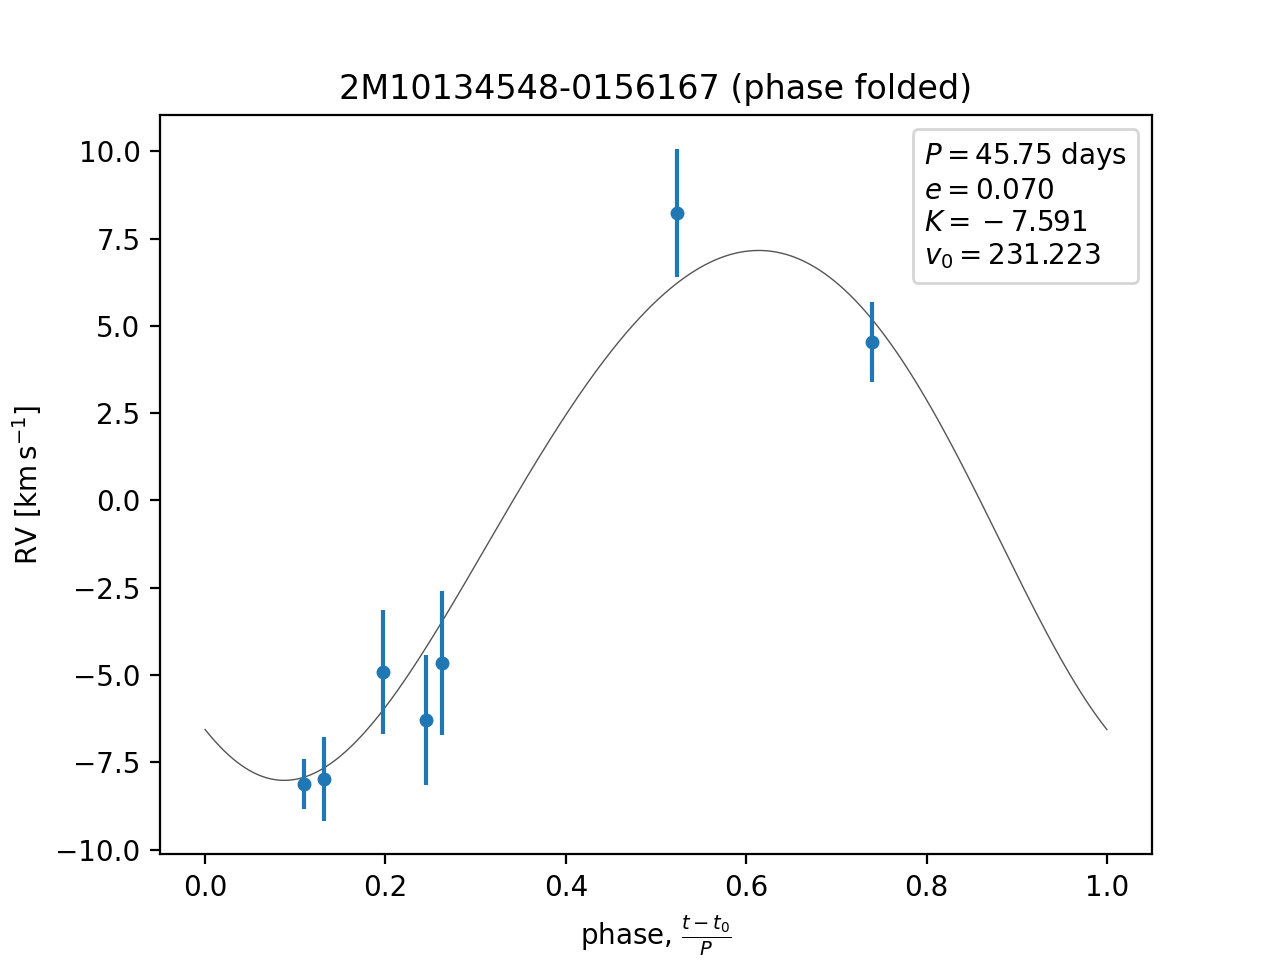 2M10134548-0156167 (phase folded)
P = 45.75 days
e = 0.070
K = −7.591
v₀ = 231.223
10.0
7.5
5.0
2.5
0.0
−2.5
−5.0
−7.5
−10.0
RV [km s⁻¹]
0.0 0.2 0.4 0.6 0.8 1.0
phase, (t − t₀)/P